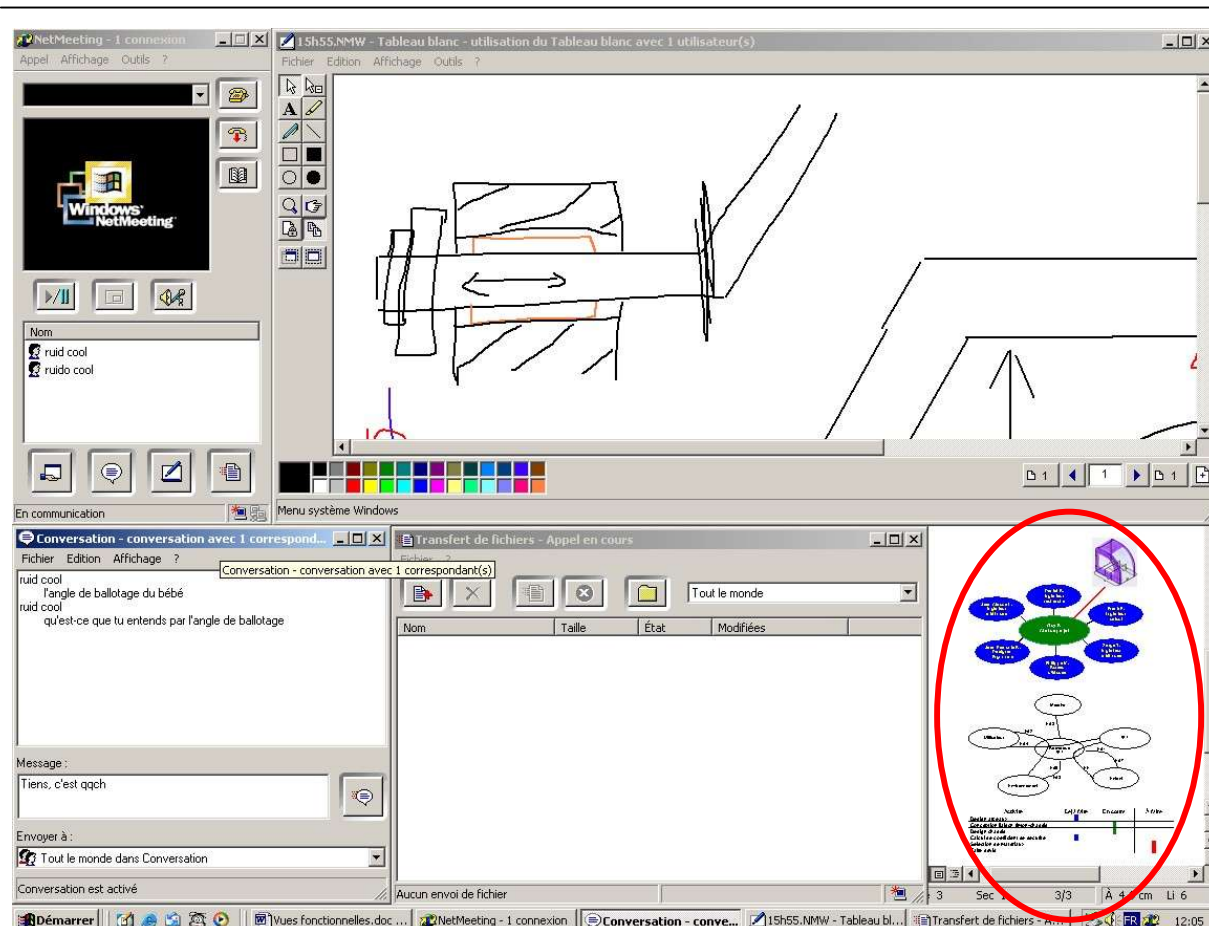 NetMeeting - 1 connexion
Appel Affichage Outils ?
Windows®
NetMeeting™
Nom
ruid cool
ruido cool
En communication
15h55.NMW - Tableau blanc - utilisation du Tableau blanc avec 1 utilisateur(s)
Fichier Edition Affichage Outils ?
A
1
1
1
Menu système Windows
Conversation - conversation avec 1 correspond...
Fichier Edition Affichage ?
Conversation - conversation avec 1 correspondant(s)
ruid cool
l'angle de ballotage du bébé
ruid cool
qu'est-ce que tu entends par l'angle de ballotage
Message :
Tiens, c'est qqch
Envoyer à :
Tout le monde dans Conversation
Conversation est activé
Transfert de fichiers - Appel en cours
Fichier ?
Tout le monde
Nom Taille État Modifiées
Aucun envoi de fichier
3 Sec 3/3 À cm Li 6
Démarrer Vues fonctionnelles.doc ... NetMeeting - 1 connexion Conversation - conve... 15h55.NMW - Tableau bl... Transfert de fichiers - FR 12:05